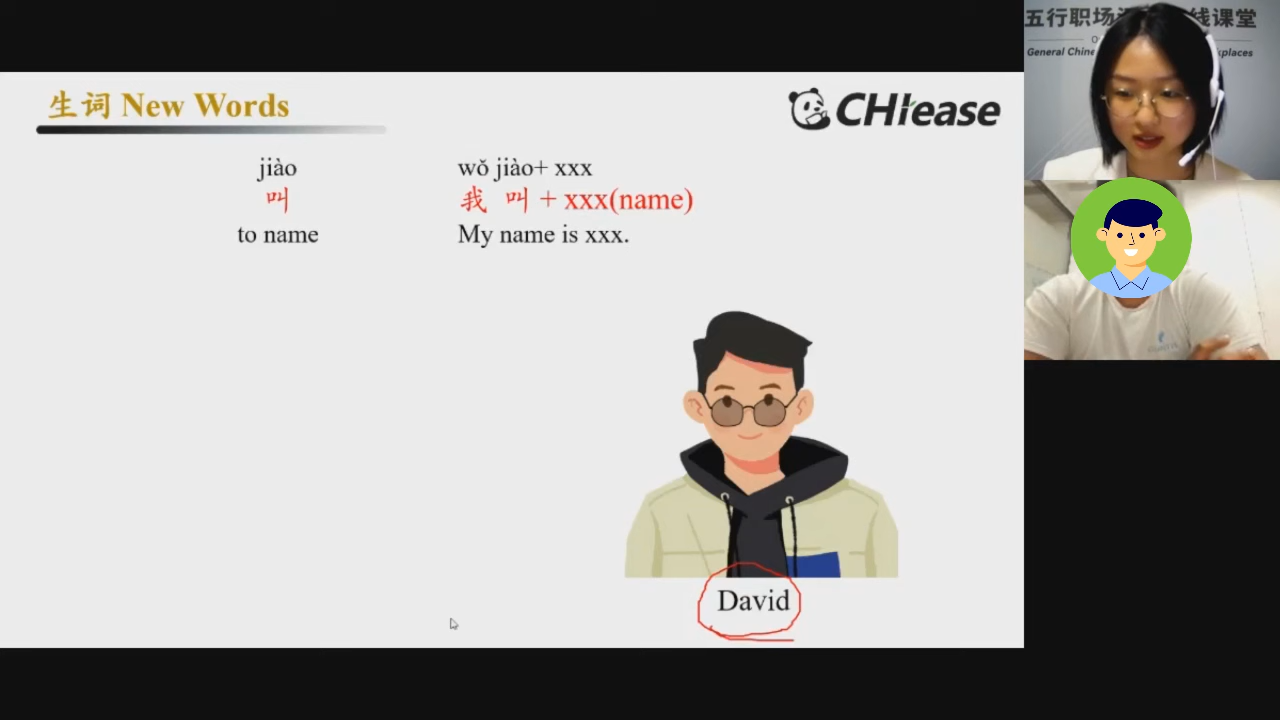 生词 New Words
CHIease
jiào
叫
to name
wǒ jiào+ xxx
我 叫 + xxx(name)
My name is xxx.
David
五行职场
线课堂
General Chine
kplaces